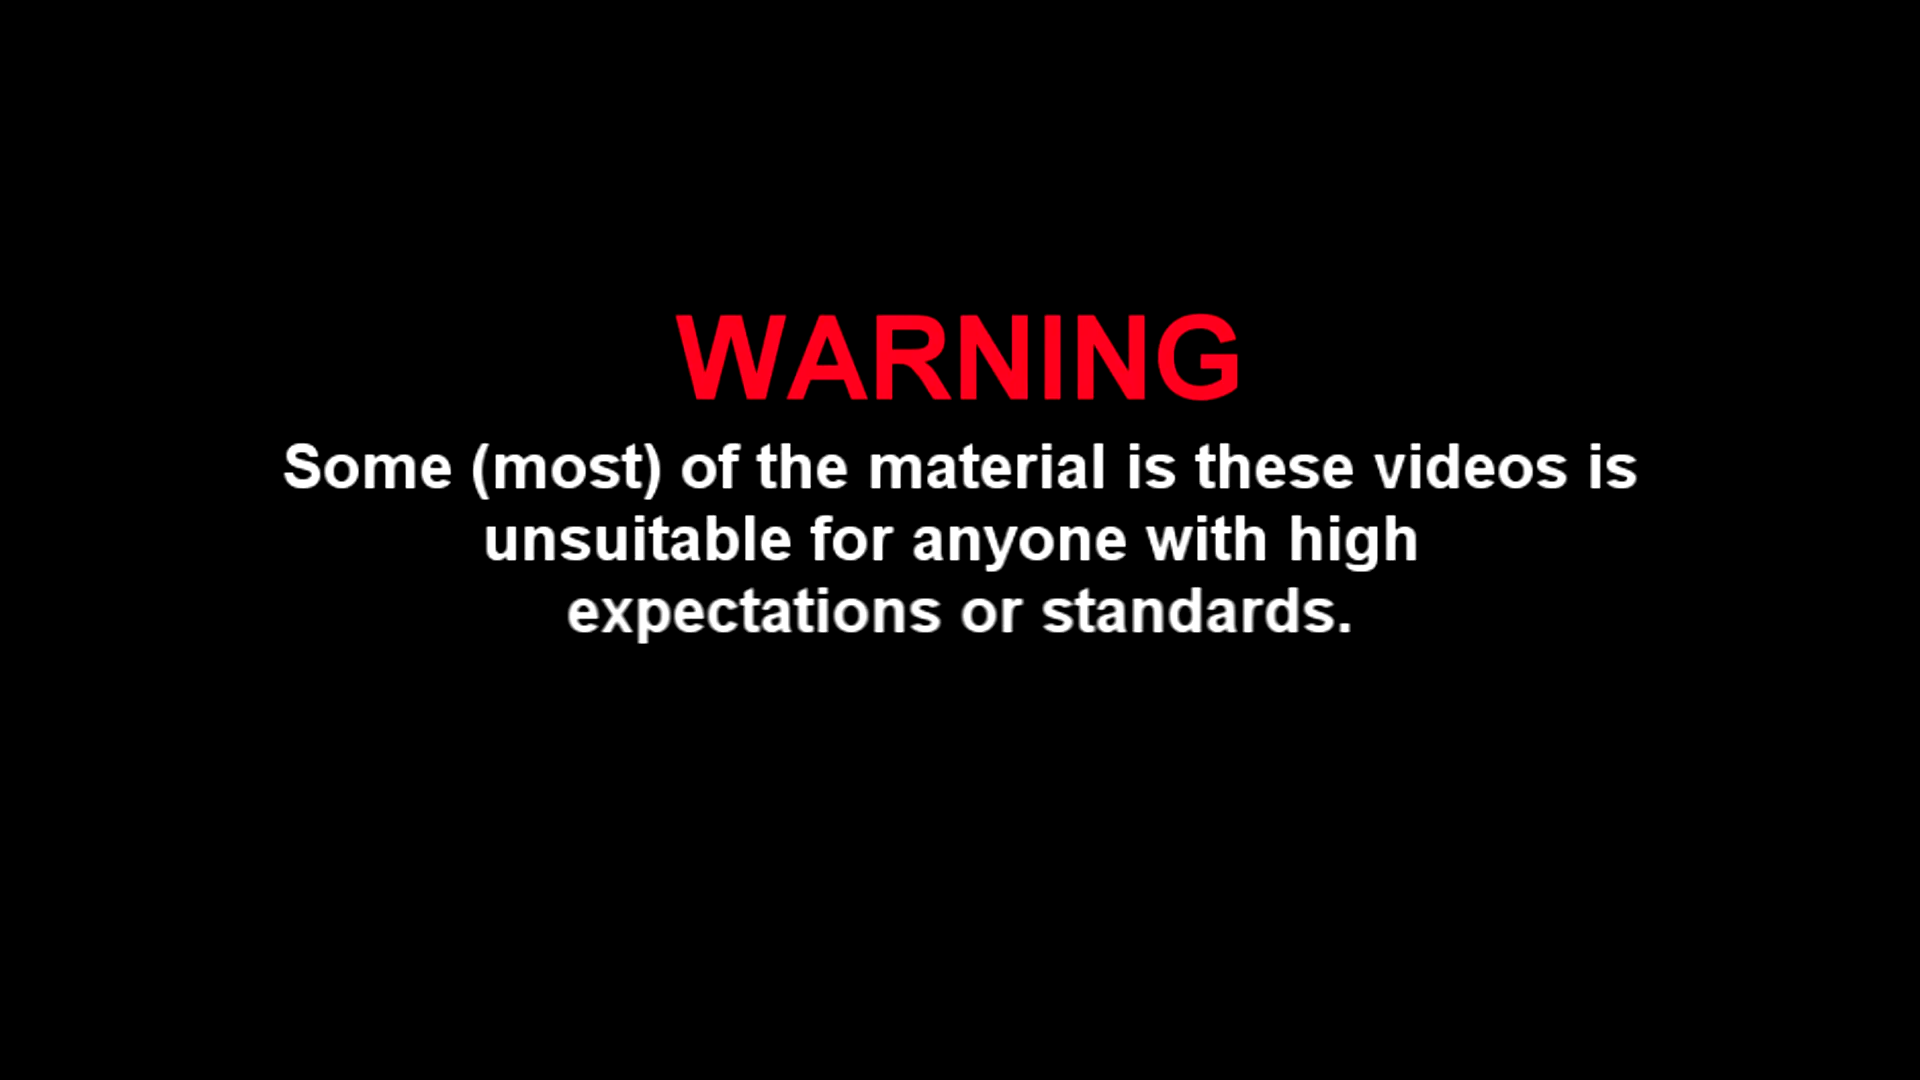 WARNING
Some (most) of the material is these videos is
unsuitable for anyone with high
expectations or standards.